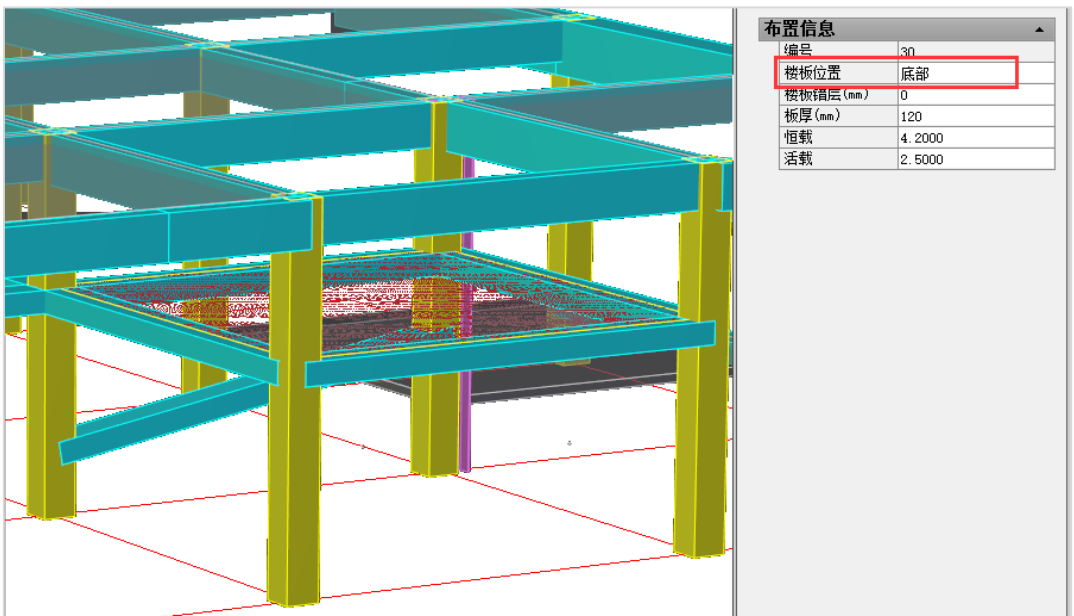 布置信息
编号 30
楼板位置 底部
楼板错层(mm) 0
板厚(mm) 120
恒载 4.2000
活载 2.5000